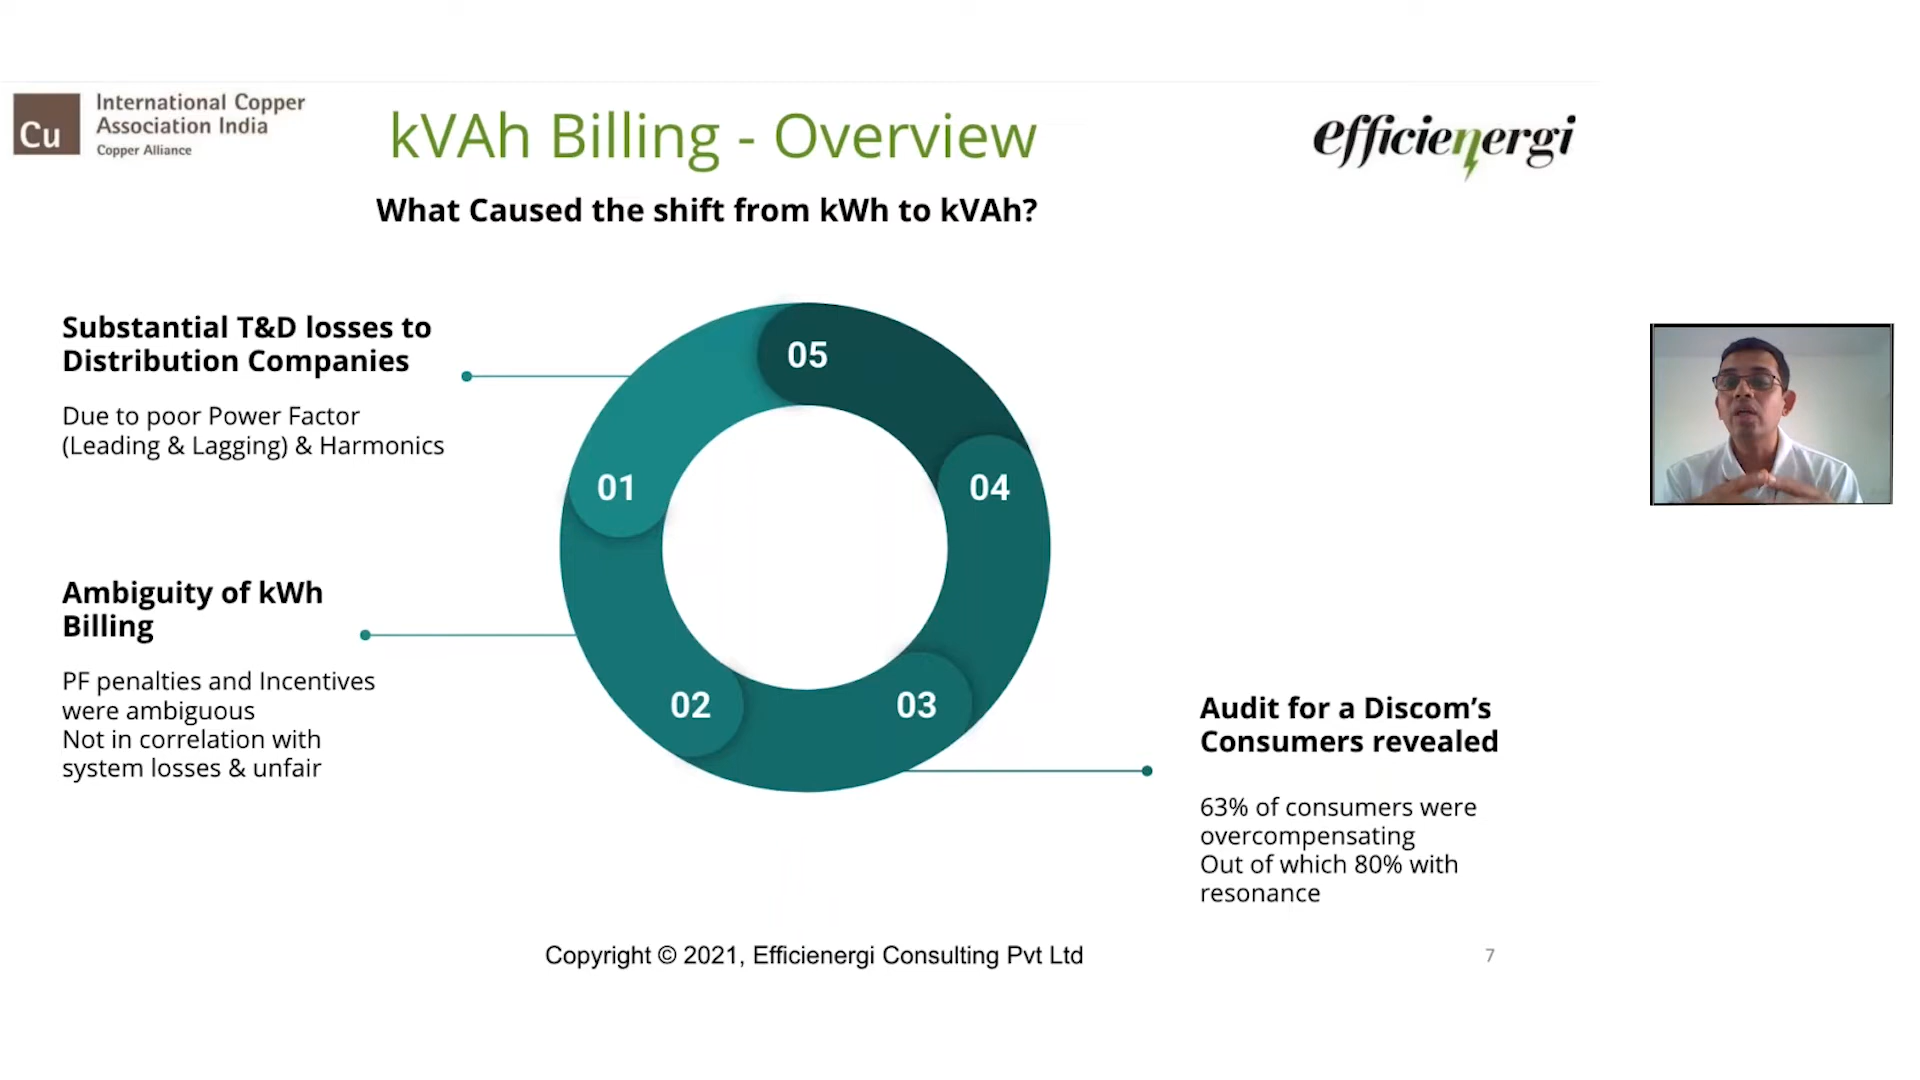 Cu
International Copper
Association India
Copper Alliance
kVAh Billing - Overview
efficienergi
What Caused the shift from kWh to kVAh?
Substantial T&D losses to
Distribution Companies
Due to poor Power Factor
(Leading & Lagging) & Harmonics
Ambiguity of kWh
Billing
PF penalties and Incentives
were ambiguous
Not in correlation with
system losses & unfair
05
01
04
02
03
Audit for a Discom’s
Consumers revealed
63% of consumers were
overcompensating
Out of which 80% with
resonance
Copyright © 2021, Efficienergi Consulting Pvt Ltd
7